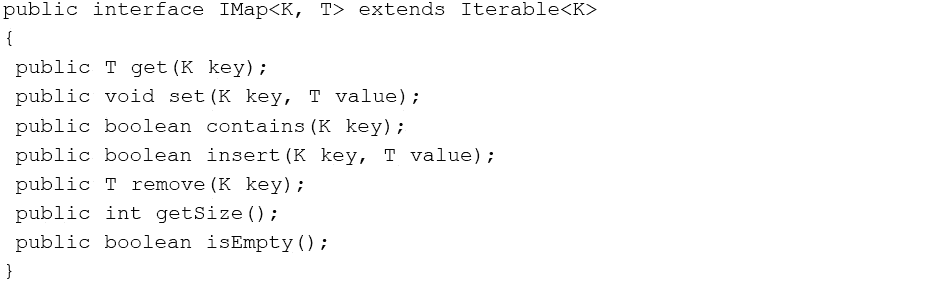 public interface IMap<K, T> extends Iterable<K>
{
public T get(K key);
public void set(K key, T value);
public boolean contains(K key);
public boolean insert(K key, T value);
public T remove(K key);
public int getSize();
public boolean isEmpty();
}